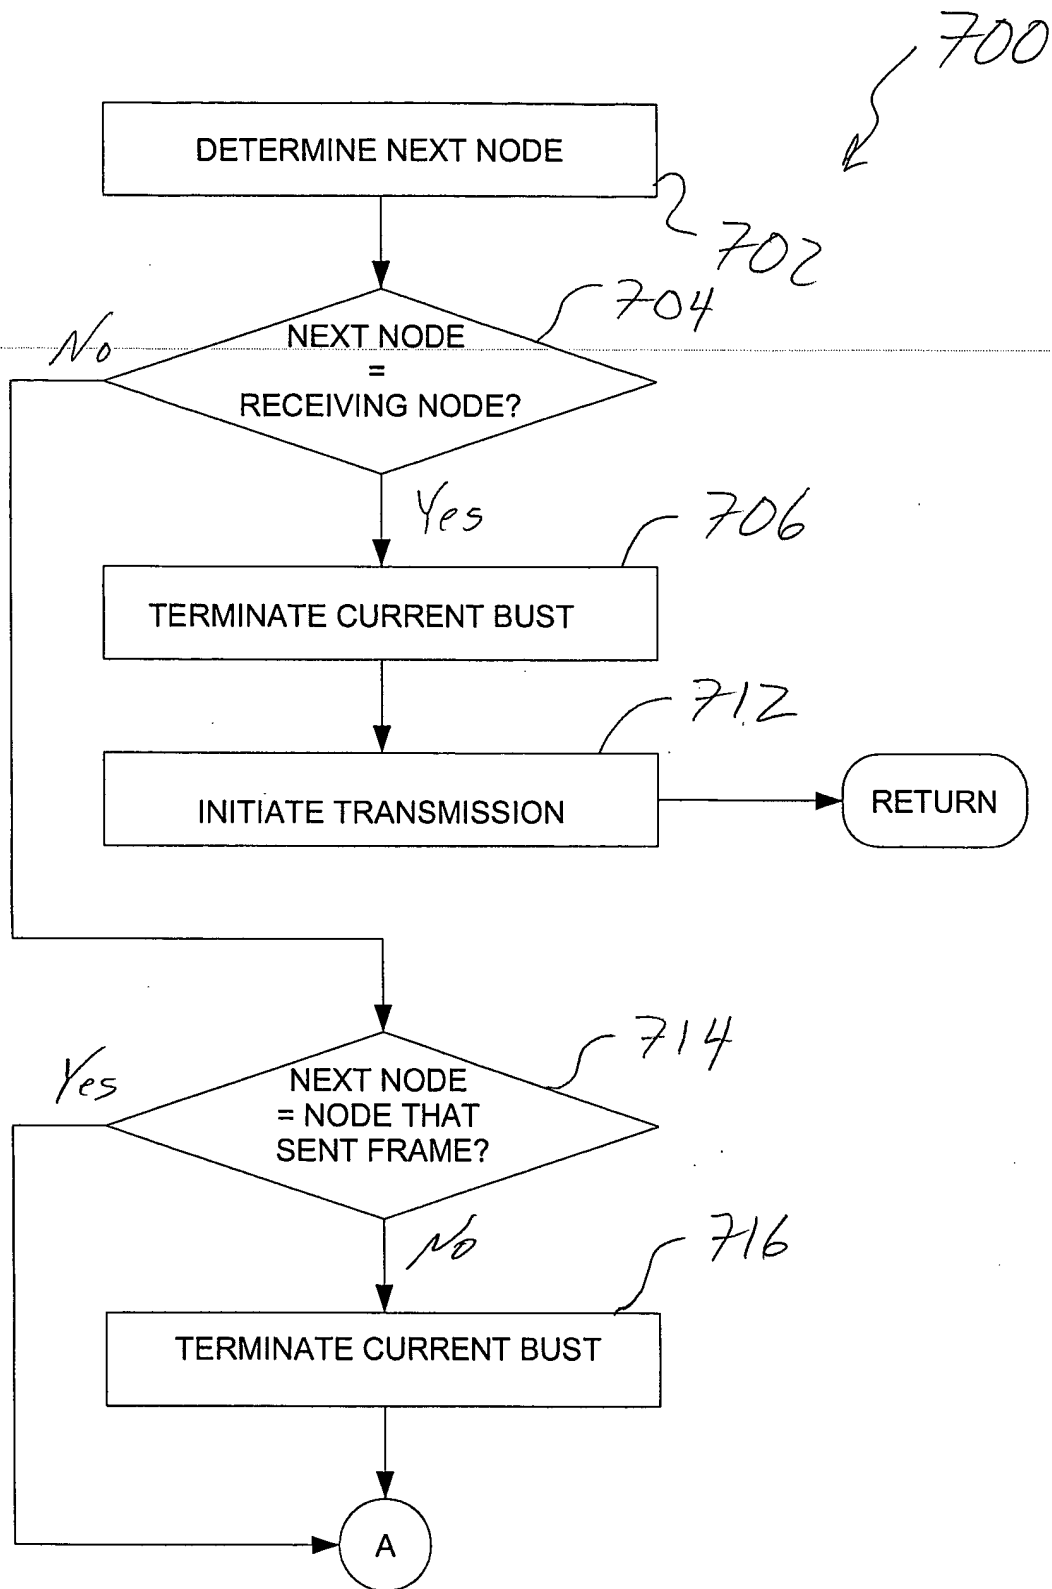 700
DETERMINE NEXT NODE
702
704
No
NEXT NODE
=
RECEIVING NODE?
Yes
706
TERMINATE CURRENT BUST
712
INITIATE TRANSMISSION
RETURN
714
Yes
NEXT NODE
= NODE THAT
SENT FRAME?
No
716
TERMINATE CURRENT BUST
A